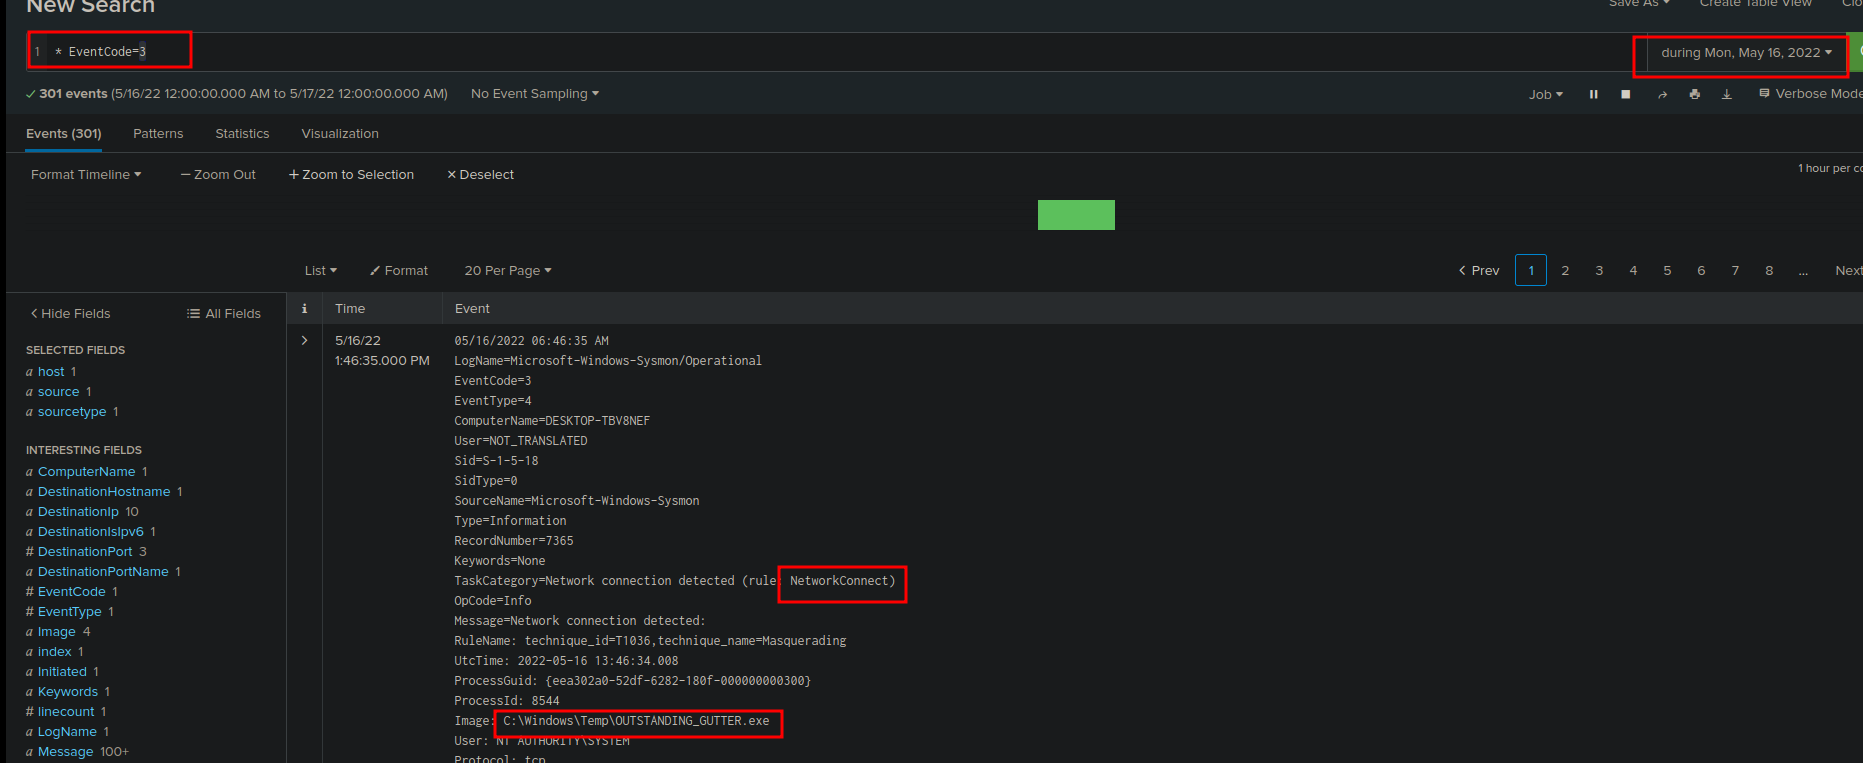 New Search
Save As
Create Table View
Clo
1 * EventCode=3
during Mon, May 16, 2022
301 events (5/16/22 12:00:00.000 AM to 5/17/22 12:00:00.000 AM)
No Event Sampling
Job
Verbose Mode
Events (301)
Patterns
Statistics
Visualization
Format Timeline
— Zoom Out
+ Zoom to Selection
× Deselect
1 hour per co
List
Format
20 Per Page
< Prev
1
2
3
4
5
6
7
8
...
Next
< Hide Fields
All Fields
i
Time
Event
SELECTED FIELDS
a host 1
a source 1
a sourcetype 1
INTERESTING FIELDS
a ComputerName 1
a DestinationHostname 1
a DestinationIp 10
a DestinationIsIpv6 1
# DestinationPort 3
a DestinationPortName 1
# EventCode 1
# EventType 1
a Image 4
a index 1
a Initiated 1
a Keywords 1
# linecount 1
a LogName 1
a Message 100+
>
5/16/22
1:46:35.000 PM
05/16/2022 06:46:35 AM
LogName=Microsoft-Windows-Sysmon/Operational
EventCode=3
EventType=4
ComputerName=DESKTOP-TBV8NEF
User=NOT_TRANSLATED
Sid=S-1-5-18
SidType=0
SourceName=Microsoft-Windows-Sysmon
Type=Information
RecordNumber=7365
Keywords=None
TaskCategory=Network connection detected (rule: NetworkConnect)
OpCode=Info
Message=Network connection detected:
RuleName: technique_id=T1036,technique_name=Masquerading
UtcTime: 2022-05-16 13:46:34.008
ProcessGuid: {eea302a0-52df-6282-180f-000000000300}
ProcessId: 8544
Image: C:\Windows\Temp\OUTSTANDING_GUTTER.exe
User: NT AUTHORITY\SYSTEM
Protocol: tcp